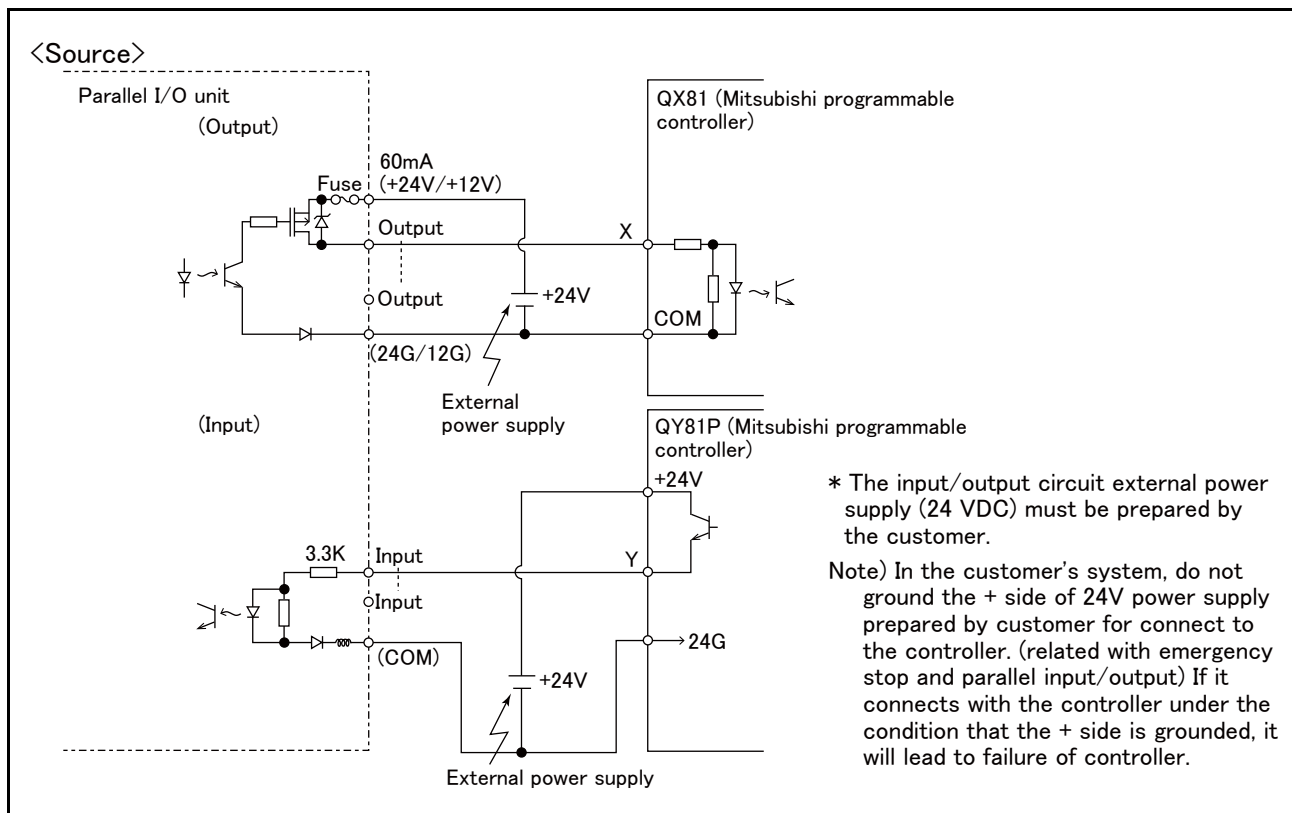 <Source>
Parallel I/O unit
(Output)
QX81 (Mitsubishi programmable
controller)
60mA
(+24V/+12V)
Fuse
Output
X
Output
+24V
COM
(24G/12G)
External
power supply
(Input)
QY81P (Mitsubishi programmable
controller)
+24V
3.3K
Input
Y
Input
(COM)
24G
+24V
External power supply
* The input/output circuit external power
supply (24 VDC) must be prepared by
the customer.
Note) In the customer's system, do not
ground the + side of 24V power supply
prepared by customer for connect to
the controller. (related with emergency
stop and parallel input/output) If it
connects with the controller under the
condition that the + side is grounded, it
will lead to failure of controller.